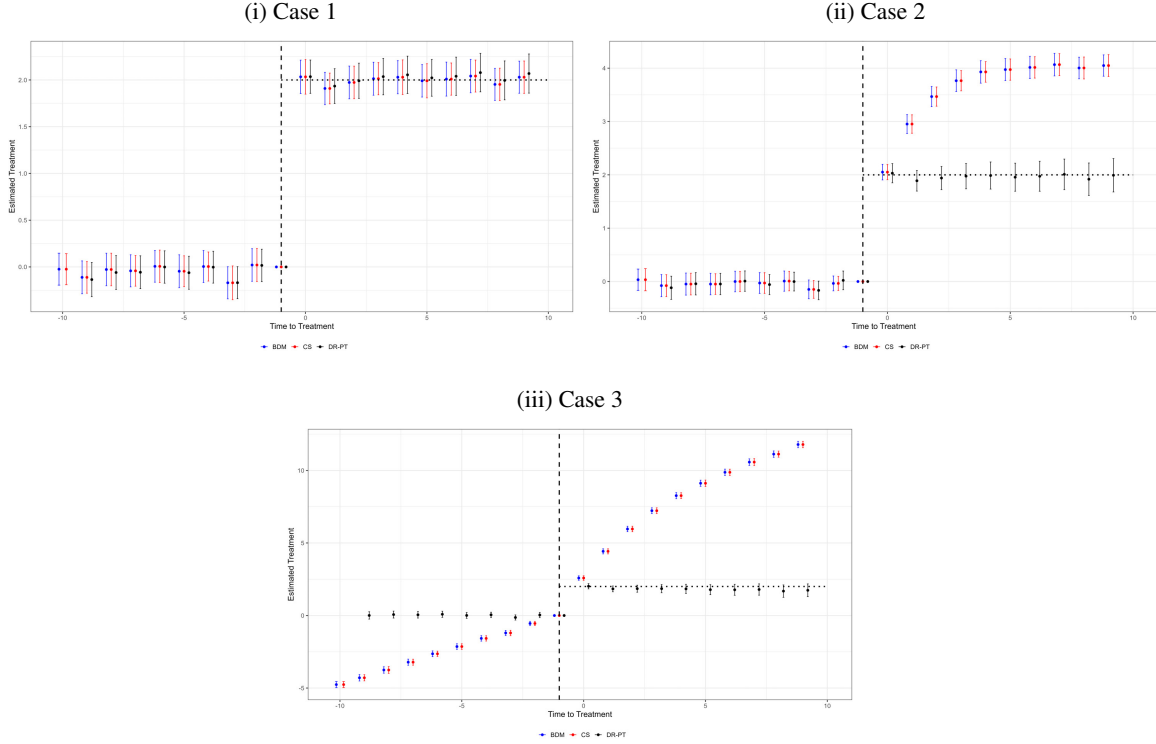 (i) Case 1
2.0
1.5
1.0
0.5
0.0
Estimated Treatment
-10
-5
0
5
10
Time to Treatment
BDM
CS
DR-PT
(ii) Case 2
4
3
2
1
0
Estimated Treatment
-10
-5
0
5
10
Time to Treatment
BDM
CS
DR-PT
(iii) Case 3
10
5
0
-5
Estimated Treatment
-10
-5
0
5
10
Time to Treatment
BDM
CS
DR-PT